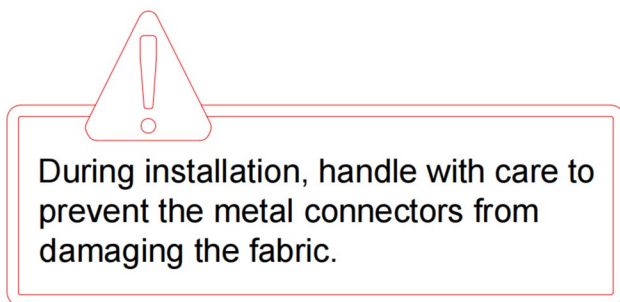 During installation, handle with care to
prevent the metal connectors from
damaging the fabric.